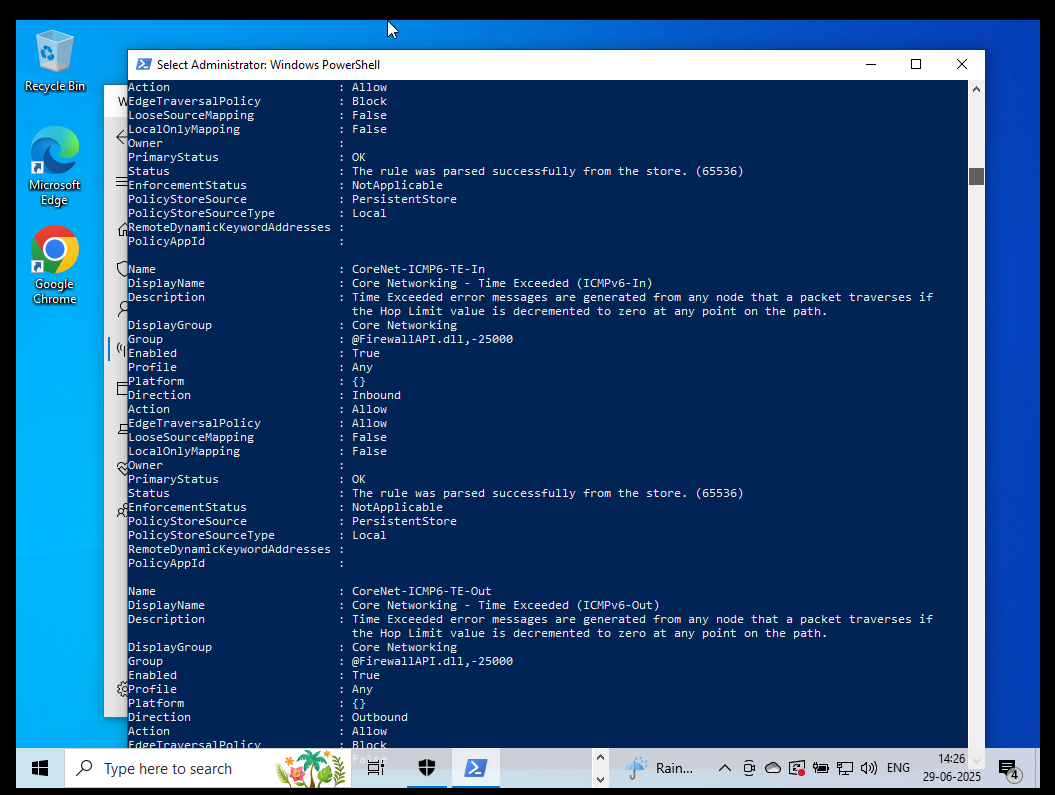 Recycle Bin
Microsoft
Edge
Google
Chrome
W
Select Administrator: Windows PowerShell
Action : Allow
EdgeTraversalPolicy : Block
LooseSourceMapping : False
LocalOnlyMapping : False
Owner :
PrimaryStatus : OK
Status : The rule was parsed successfully from the store. (65536)
EnforcementStatus : NotApplicable
PolicyStoreSource : PersistentStore
PolicyStoreSourceType : Local
RemoteDynamicKeywordAddresses :
PolicyAppId :
Name : CoreNet-ICMP6-TE-In
DisplayName : Core Networking - Time Exceeded (ICMPv6-In)
Description : Time Exceeded error messages are generated from any node that a packet traverses if
the Hop Limit value is decremented to zero at any point on the path.
DisplayGroup : Core Networking
Group : @FirewallAPI.dll,-25000
Enabled : True
Profile : Any
Platform : {}
Direction : Inbound
Action : Allow
EdgeTraversalPolicy : Allow
LooseSourceMapping : False
LocalOnlyMapping : False
Owner :
PrimaryStatus : OK
Status : The rule was parsed successfully from the store. (65536)
EnforcementStatus : NotApplicable
PolicyStoreSource : PersistentStore
PolicyStoreSourceType : Local
RemoteDynamicKeywordAddresses :
PolicyAppId :
Name : CoreNet-ICMP6-TE-Out
DisplayName : Core Networking - Time Exceeded (ICMPv6-Out)
Description : Time Exceeded error messages are generated from any node that a packet traverses if
the Hop Limit value is decremented to zero at any point on the path.
DisplayGroup : Core Networking
Group : @FirewallAPI.dll,-25000
Enabled : True
Profile : Any
Platform : {}
Direction : Outbound
Action : Allow
EdgeTraversalPolicy : Block
False
Type here to search
Rain...
ENG
14:26
29-06-2025
4